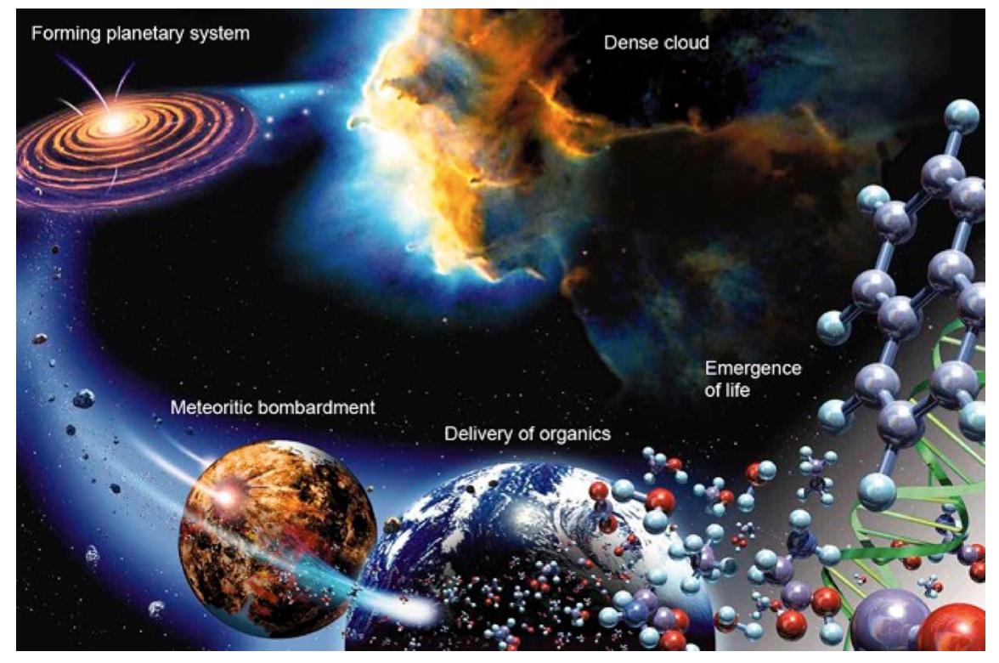 Forming planetary system
Dense cloud
Emergence
of life
Meteoritic bombardment
Delivery of organics